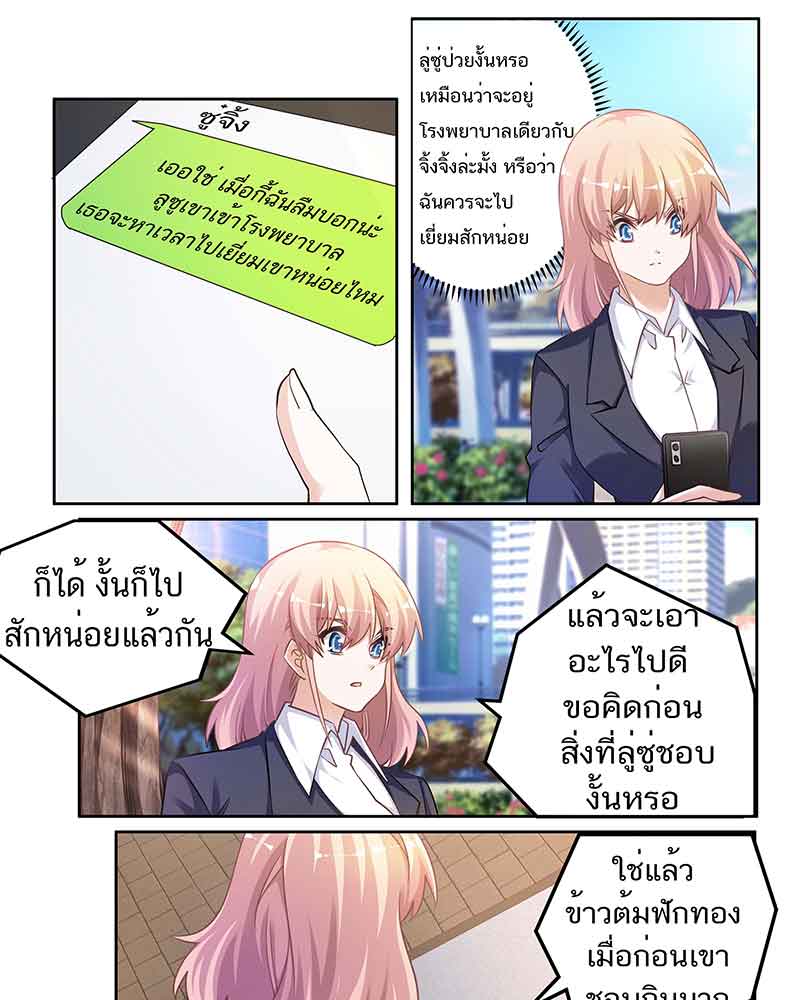 ซูจิ้ง
เออใช่ เมื่อกี้ฉันลืมบอกน่ะ
ลูซูเขาเข้าโรงพยาบาล
เธอจะหาเวลาไปเยี่ยมเขาหน่อยไหม
ลู่ซู่ป่วยงั้นหรอ
เหมือนว่าจะอยู่
โรงพยาบาลเดียวกับ
จิ้งจิ้งล่ะมั้ง หรือว่า
ฉันควรจะไป
เยี่ยมสักหน่อย
ก็ได้ งั้นก็ไป
สักหน่อยแล้วกัน
แล้วจะเอา
อะไรไปดี
ขอคิดก่อน
สิ่งที่ลู่ซู่ชอบ
งั้นหรอ
ใช่แล้ว
ข้าวต้มฟักทอง
เมื่อก่อนเขา
ชอบกินมาก